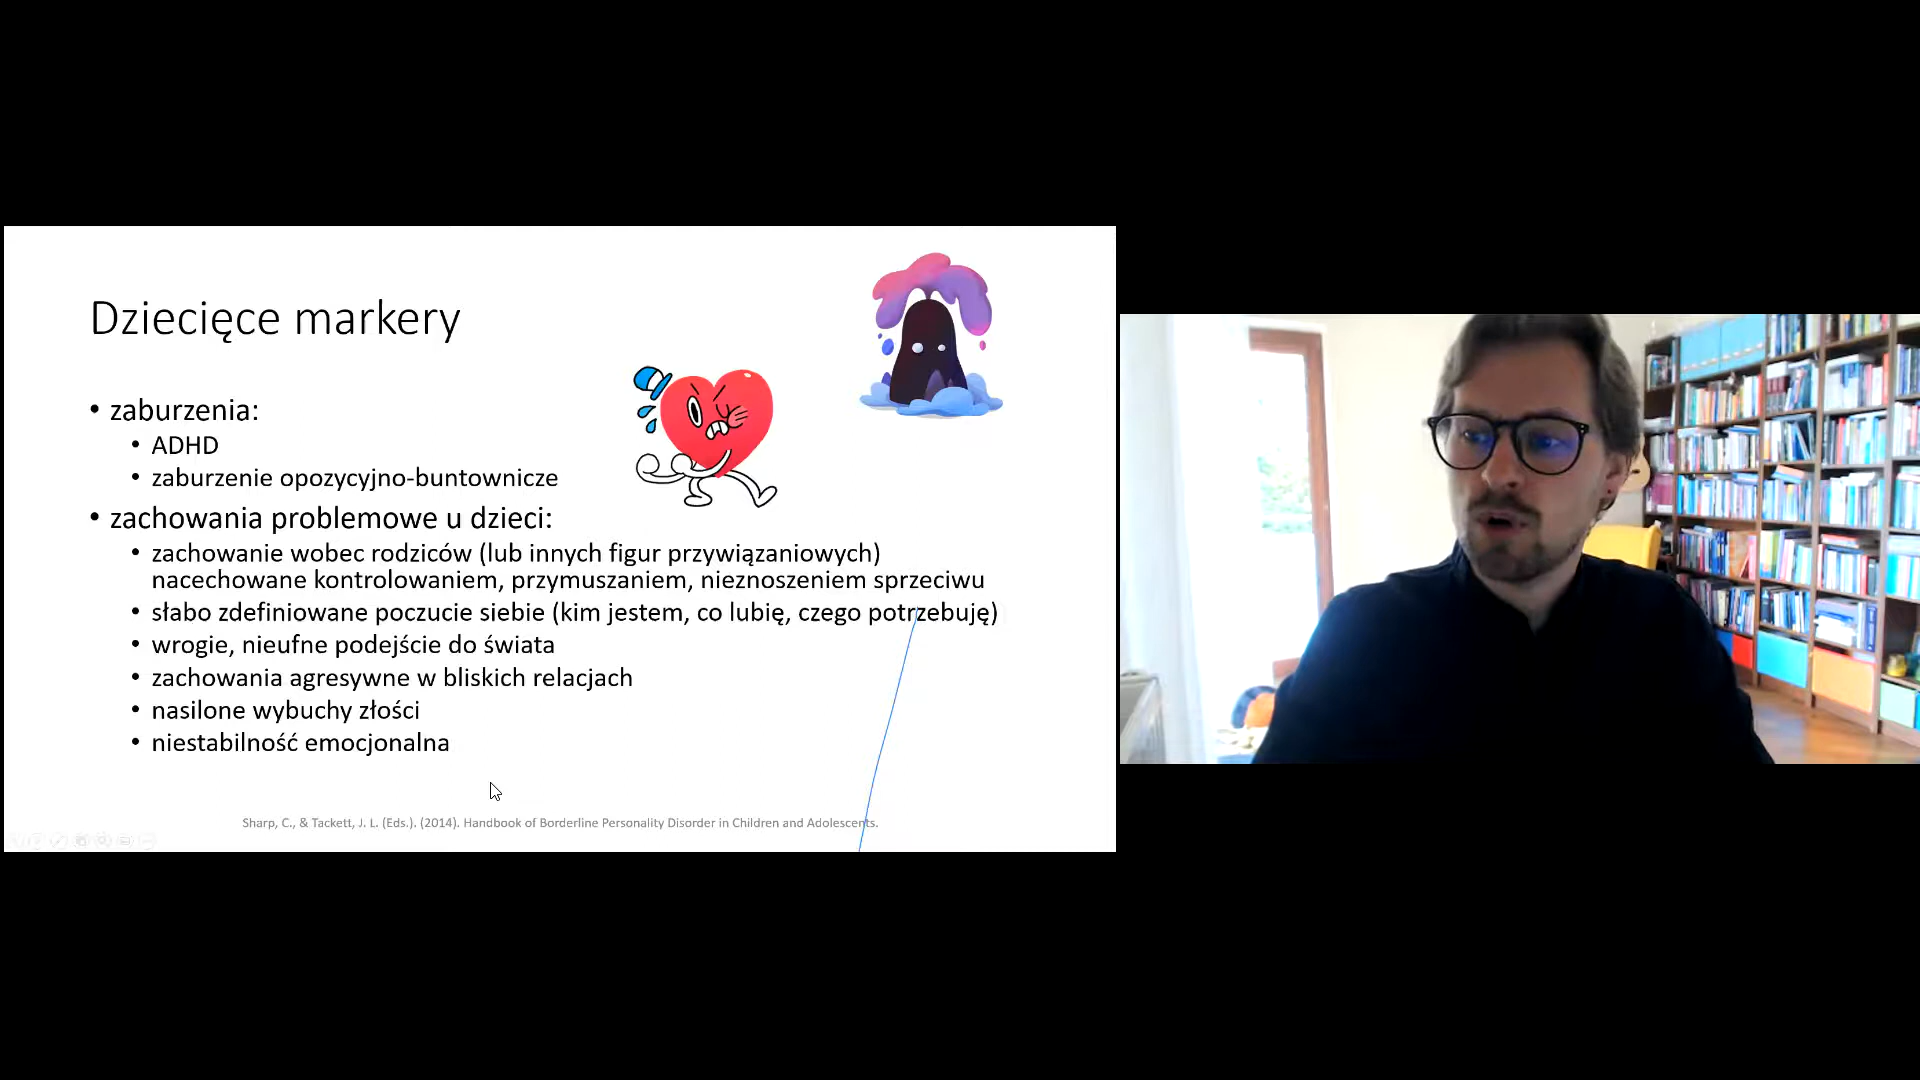 Dziecięce markery
• zaburzenia:
• ADHD
• zaburzenie opozycyjno-buntownicze
• zachowania problemowe u dzieci:
• zachowanie wobec rodziców (lub innych figur przywiązaniowych)
nacechowane kontrolowaniem, przymuszaniem, nieznoszeniem sprzeciwu
• słabo zdefiniowane poczucie siebie (kim jestem, co lubię, czego potrzebuję)
• wrogie, nieufne podejście do świata
• zachowania agresywne w bliskich relacjach
• nasilone wybuchy złości
• niestabilność emocjonalna
Sharp, C., & Tackett, J. L. (Eds.). (2014). Handbook of Borderline Personality Disorder in Children and Adolescents.